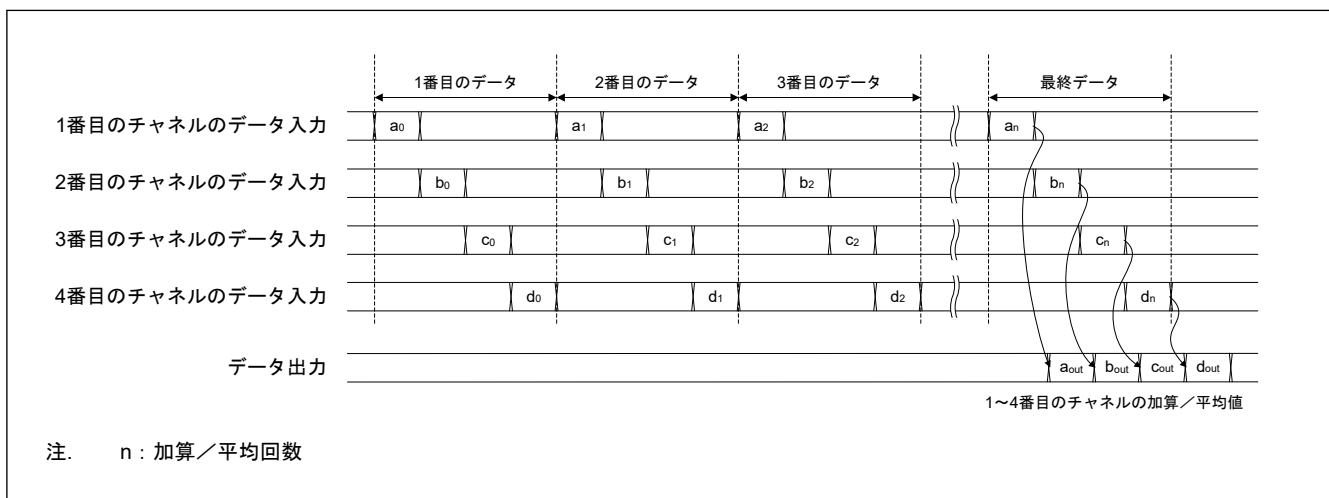 1番目のデータ 2番目のデータ 3番目のデータ 最終データ
1番目のチャネルのデータ入力 a0 a1 a2 an
2番目のチャネルのデータ入力 b0 b1 b2 bn
3番目のチャネルのデータ入力 c0 c1 c2 cn
4番目のチャネルのデータ入力 d0 d1 d2 dn
データ出力 aout bout cout dout
1～4番目のチャネルの加算／平均値
注. n：加算／平均回数